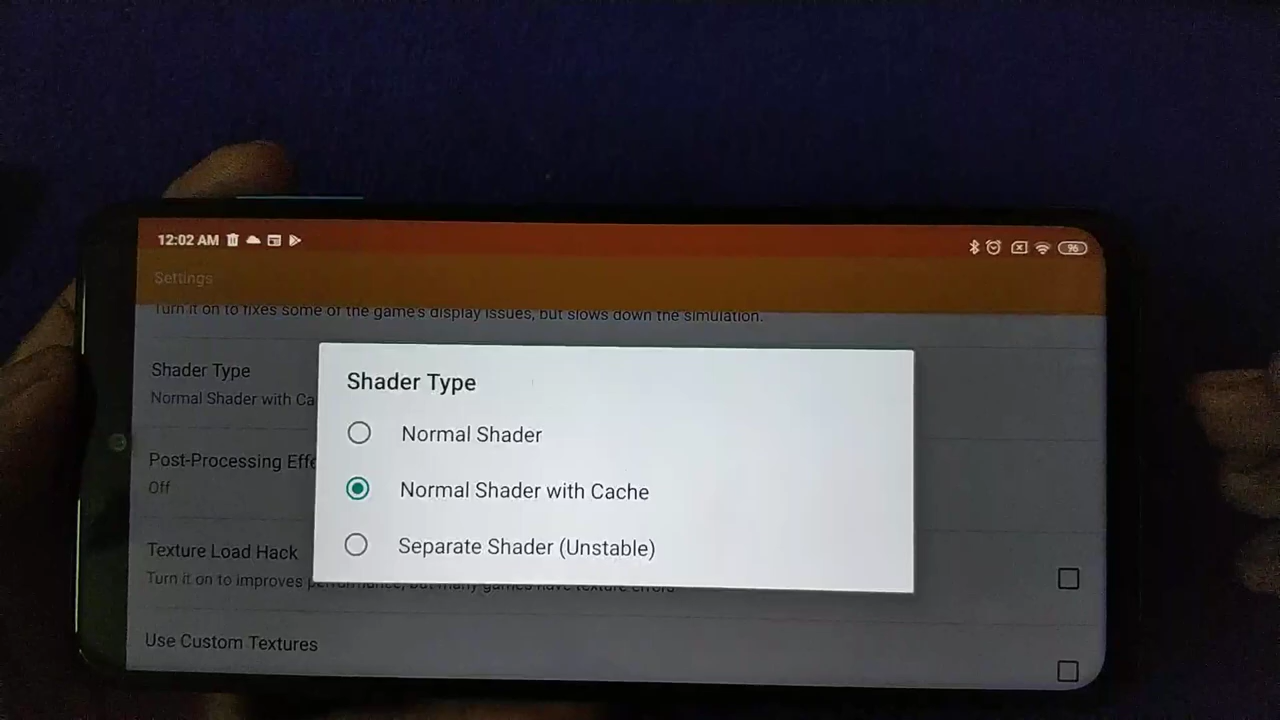 12:02 AM
96
Settings
Turn it on to fixes some of the game's display issues, but slows down the simulation.
Shader Type
Normal Shader with Ca
Post-Processing Effe
Off
Texture Load Hack
Turn it on to improves performance, but many games have texture errors
Use Custom Textures
Shader Type
Normal Shader
Normal Shader with Cache
Separate Shader (Unstable)